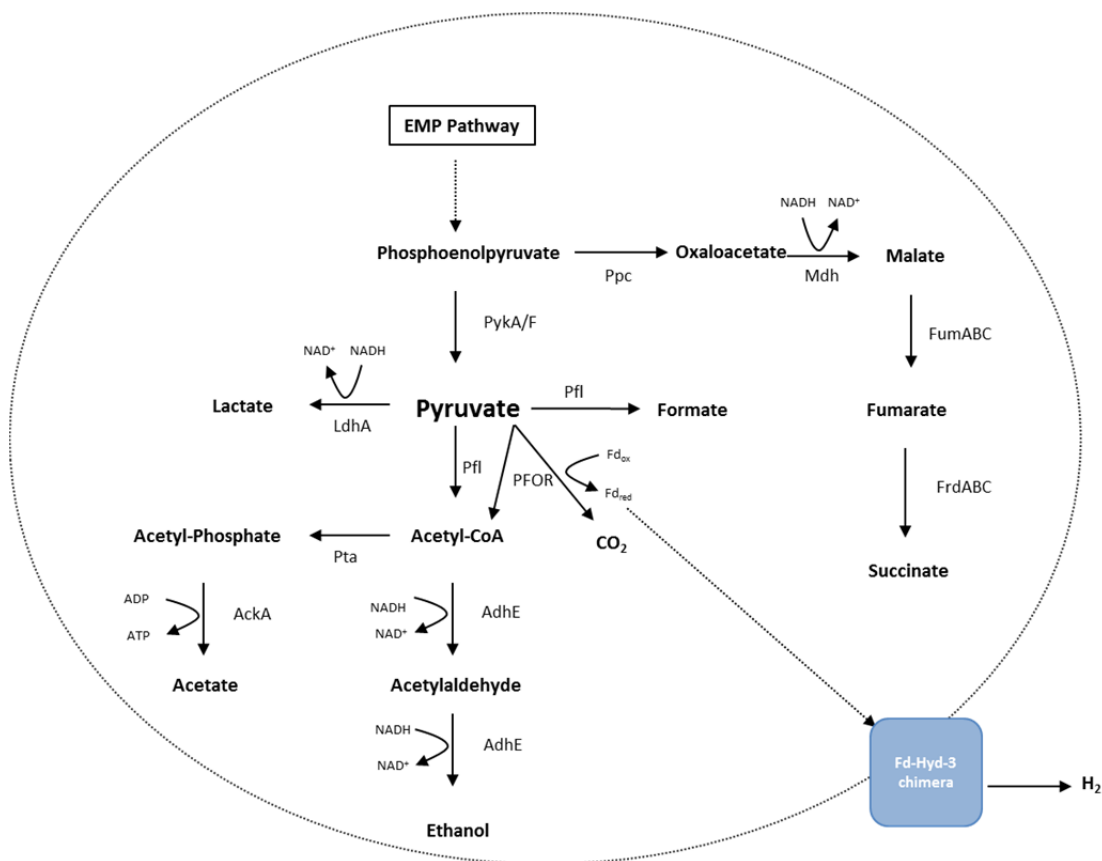 EMP Pathway
NADH NAD⁺
Phosphoenolpyruvate
Oxaloacetate
Malate
Ppc
Mdh
PykA/F
FumABC
NAD⁺ NADH
Lactate
LdhA
Pyruvate
Pfl
Formate
Fumarate
Pfl
PFOR
Fdox
Fdred
FrdABC
Acetyl-Phosphate
Pta
Acetyl-CoA
CO₂
Succinate
ADP
ATP
AckA
NADH
NAD⁺
AdhE
Acetate
Acetylaldehyde
NADH
NAD⁺
AdhE
Fd-Hyd-3
chimera
H₂
Ethanol